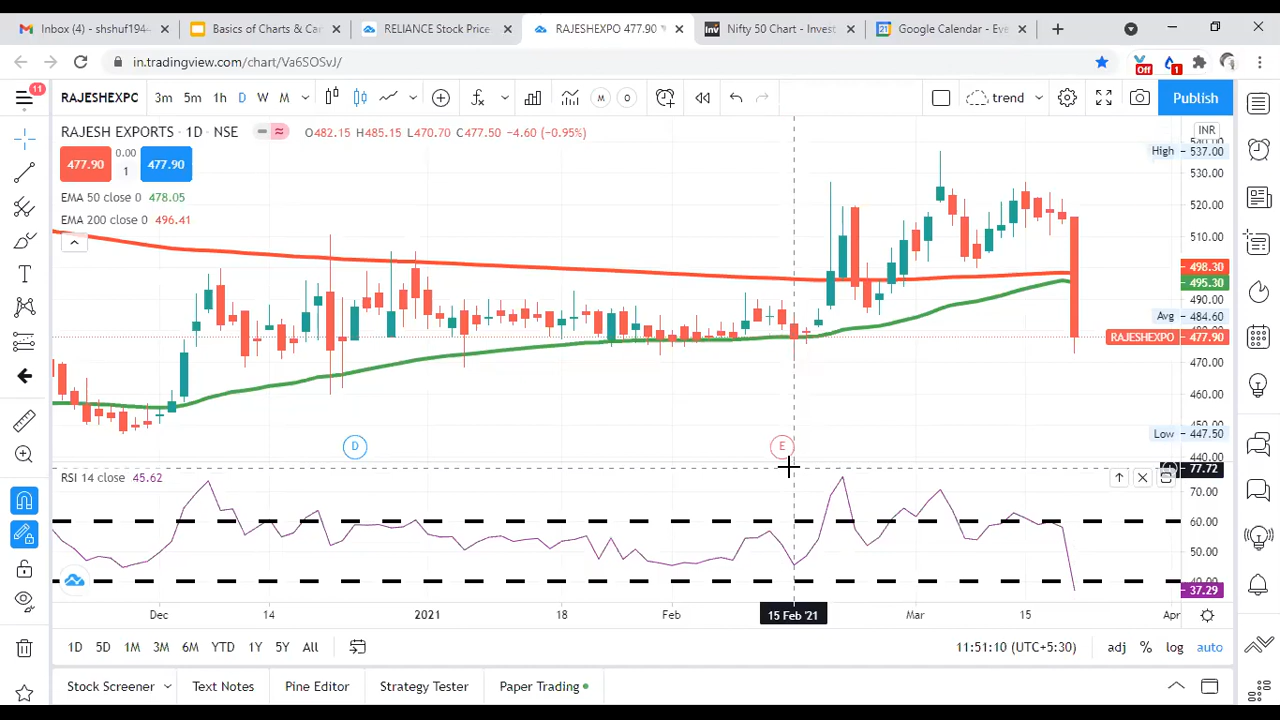 Inbox (4) - shshuf194
Basics of Charts & Ca
RELIANCE Stock Price
RAJESHEXPO 477.90
Nifty 50 Chart - Invest
Google Calendar - Eve
in.tradingview.com/chart/Va6SOSvJ/
Off
1
11
RAJESHEXPO
3m
5m
1h
D
W
M
M
O
trend
Publish
RAJESH EXPORTS · 1D · NSE
O482.15 H485.15 L470.70 C477.50 −4.60 (−0.95%)
477.90
0.00
1
477.90
EMA 50 close 0 478.05
EMA 200 close 0 496.41
INR
540.00
High 537.00
530.00
520.00
510.00
498.30
495.30
490.00
Avg 484.60
480.00
RAJESHEXPO 477.90
470.00
460.00
450.00
Low 447.50
440.00
D
E
RSI 14 close 45.62
77.72
70.00
60.00
50.00
40.00
37.29
Dec
14
2021
18
Feb
15 Feb '21
Mar
15
Apr
1D
5D
1M
3M
6M
YTD
1Y
5Y
All
11:51:10 (UTC+5:30)
adj
%
log
auto
Stock Screener
Text Notes
Pine Editor
Strategy Tester
Paper Trading